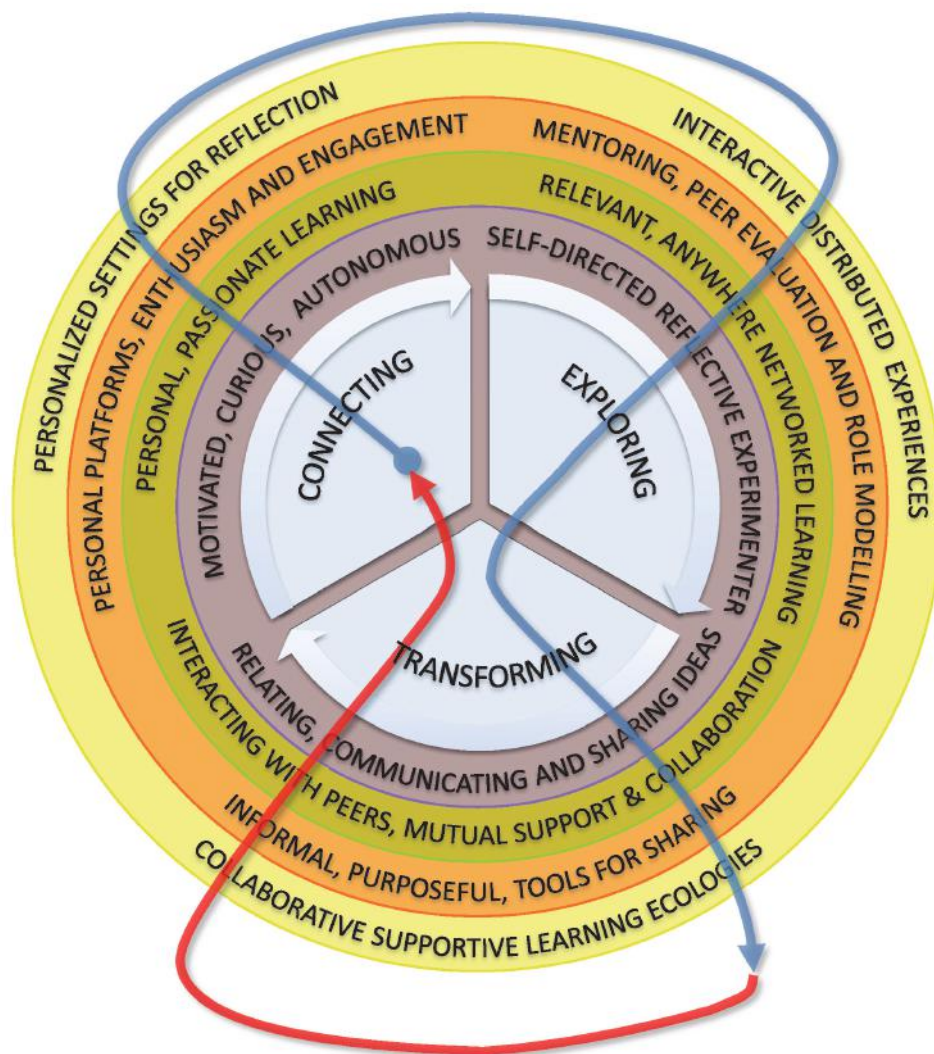 PERSONALIZED SETTINGS FOR REFLECTION
INTERACTIVE DISTRIBUTED EXPERIENCES
PERSONAL PLATFORMS, ENTHUSIASM AND ENGAGEMENT
MENTORING, PEER EVALUATION AND ROLE MODELLING
PERSONAL, PASSIONATE LEARNING
RELEVANT, ANYWHERE NETWORKED LEARNING
MOTIVATED, CURIOUS, AUTONOMOUS
SELF-DIRECTED REFLECTIVE EXPERIMENTER
CONNECTING
EXPLORING
TRANSFORMING
RELATING, COMMUNICATING AND SHARING IDEAS
INTERACTING WITH PEERS, MUTUAL SUPPORT & COLLABORATION
INFORMAL, PURPOSEFUL, TOOLS FOR SHARING
COLLABORATIVE SUPPORTIVE LEARNING ECOLOGIES